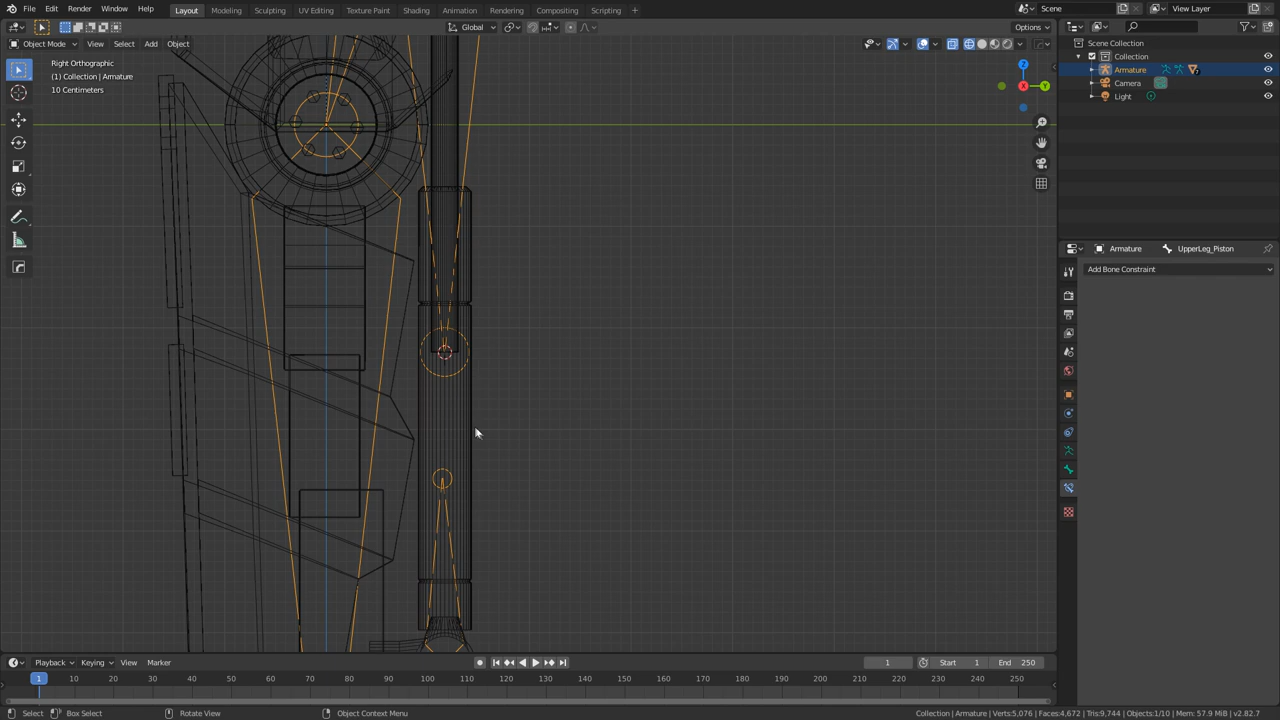 File Edit Render Window Help Layout Modeling Sculpting UV Editing Texture Paint Shading Animation Rendering Compositing Scripting + Scene View Layer
Global Options
Object Mode View Select Add Object
Right Orthographic
(1) Collection | Armature
10 Centimeters
Z
X
Y
Scene Collection
Collection
Armature
Camera
Light
Armature UpperLeg_Piston
Add Bone Constraint
Playback Keying View Marker 1 Start 1 End 250
1 10 20 30 40 50 60 70 80 90 100 110 120 130 140 150 160 170 180 190 200 210 220 230 240 250
Select Box Select Rotate View Object Context Menu Collection | Armature | Verts:5,076 | Faces:4,672 | Tris:9,744 | Objects:1/10 | Mem: 57.9 MiB | v2.82.7